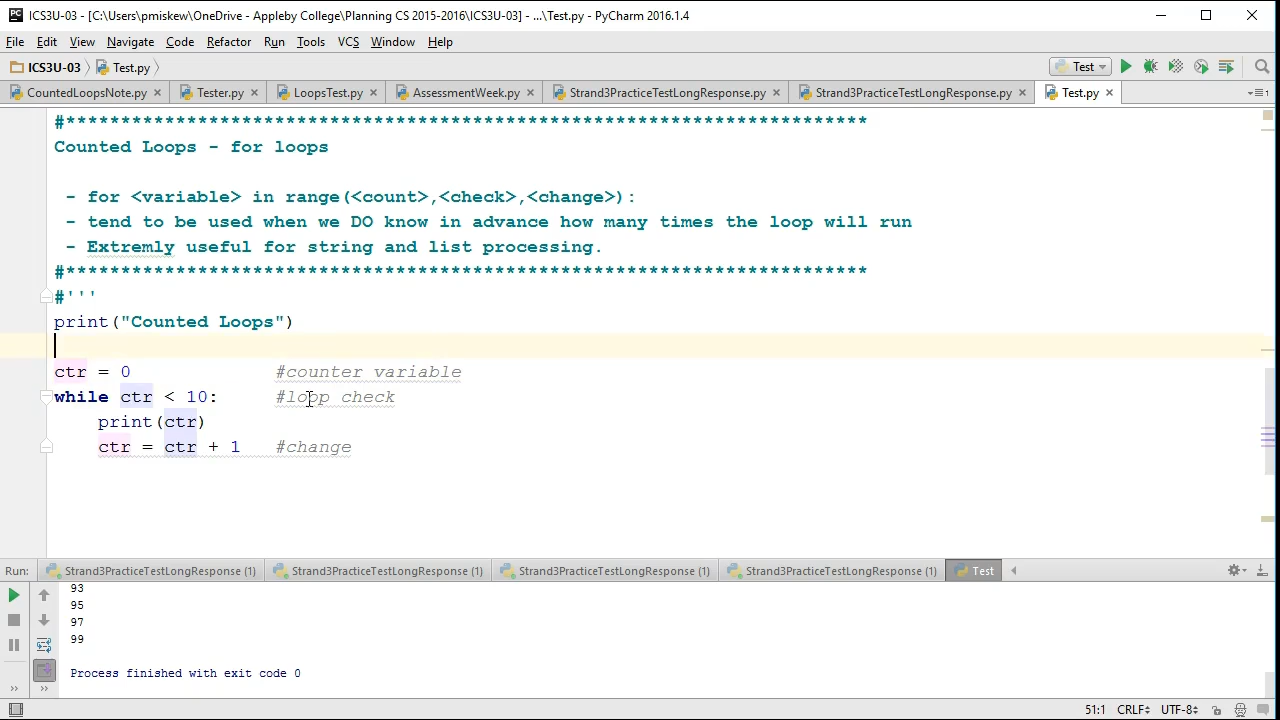 ICS3U-03 - [C:\Users\pmiskew\OneDrive - Appleby College\Planning CS 2015-2016\ICS3U-03] - ...\Test.py - PyCharm 2016.1.4
File Edit View Navigate Code Refactor Run Tools VCS Window Help
ICS3U-03 Test.py Test
CountedLoopsNote.py Tester.py LoopsTest.py AssessmentWeek.py Strand3PracticeTestLongResponse.py Strand3PracticeTestLongResponse.py Test.py
#*************************************************************************
Counted Loops - for loops
- for <variable> in range(<count>,<check>,<change>):
- tend to be used when we DO know in advance how many times the loop will run
- Extremly useful for string and list processing.
#*************************************************************************
#'''
print("Counted Loops")
ctr = 0 #counter variable
while ctr < 10: #loop check
print(ctr)
ctr = ctr + 1 #change
Run: Strand3PracticeTestLongResponse (1) Strand3PracticeTestLongResponse (1) Strand3PracticeTestLongResponse (1) Strand3PracticeTestLongResponse (1) Test
93
95
97
99
Process finished with exit code 0
51:1 CRLF UTF-8